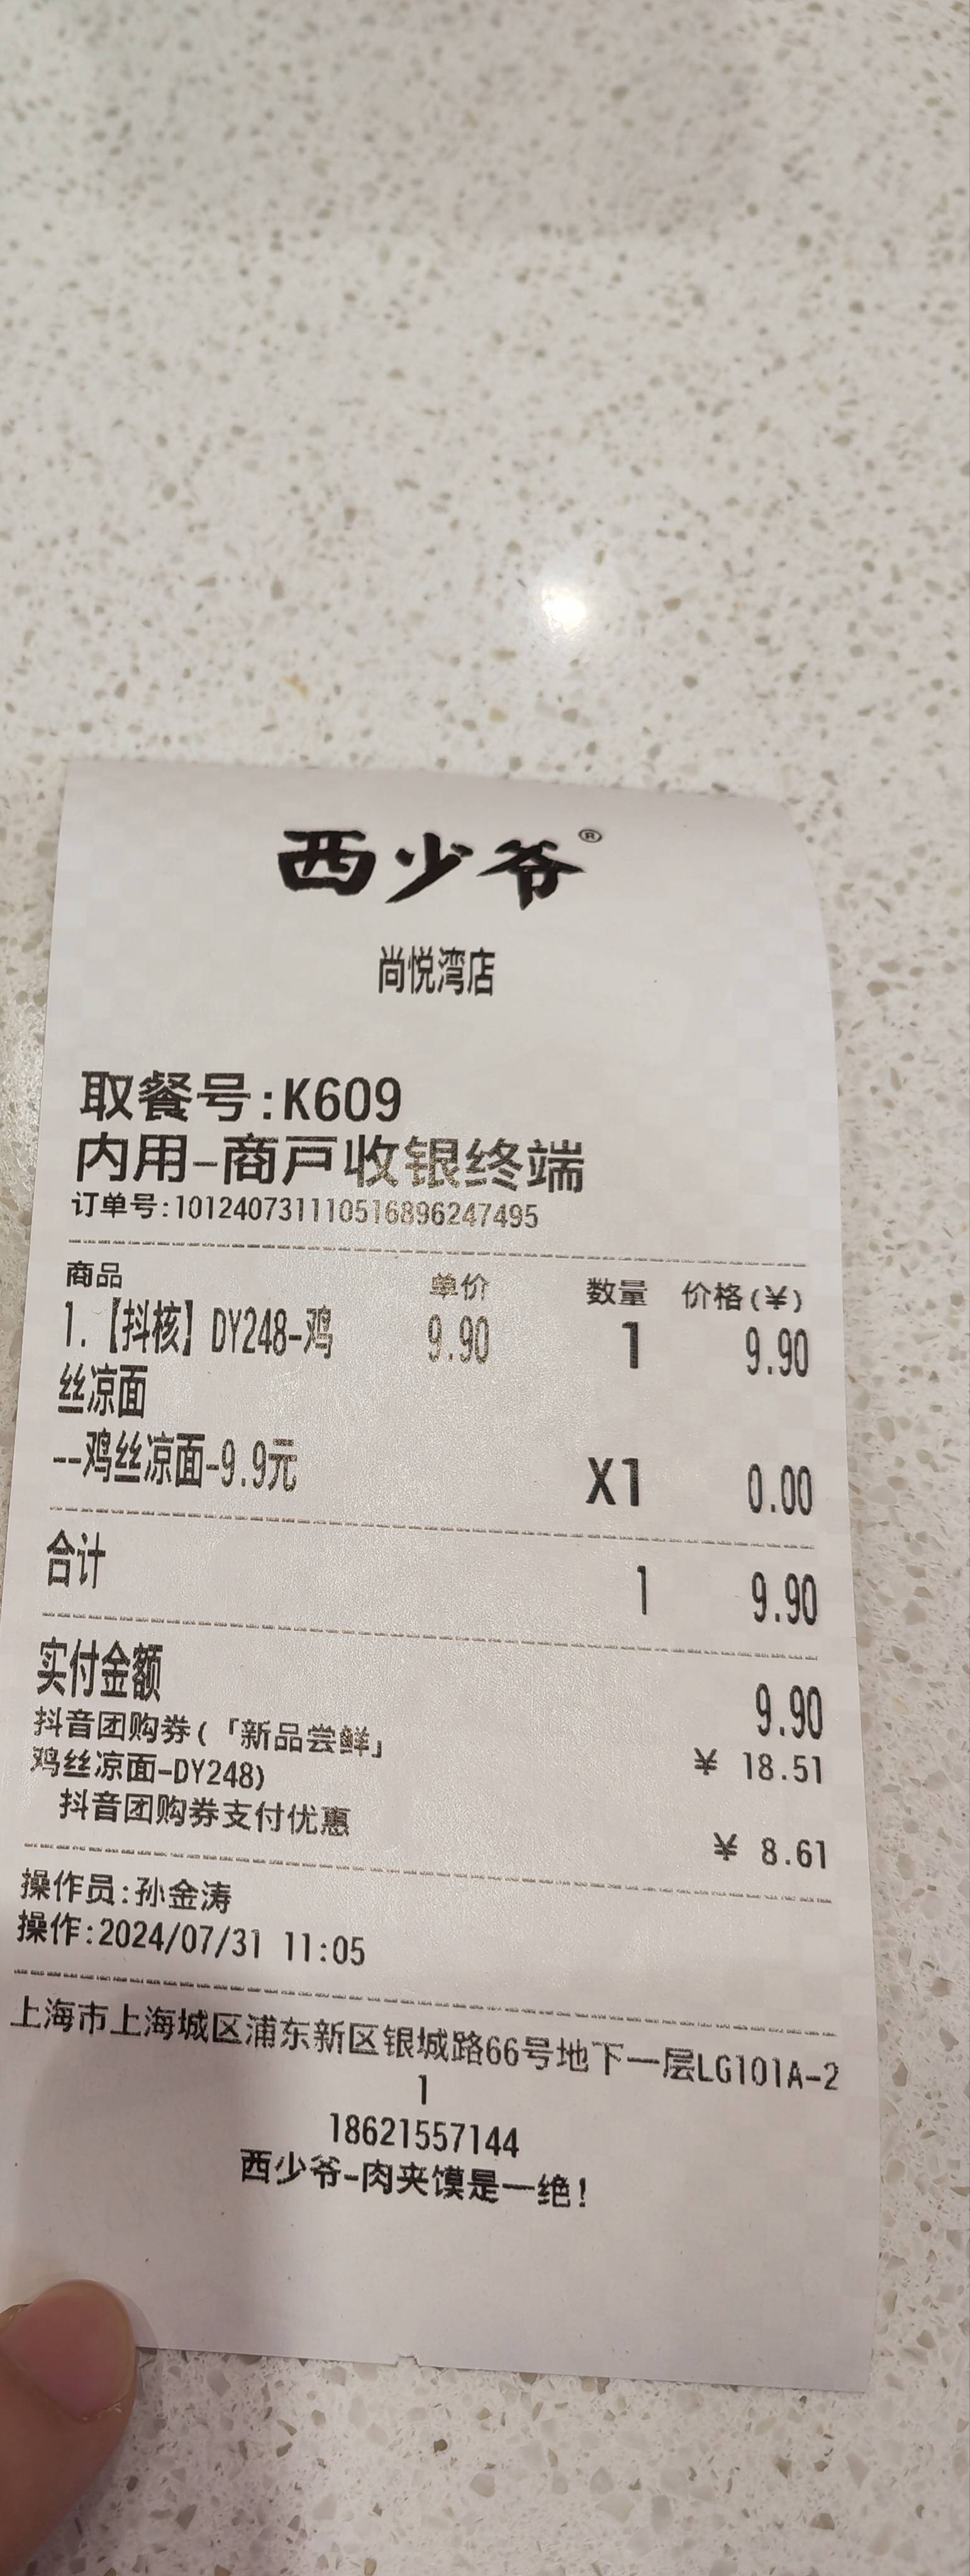 西少爷®
尚悦湾店
取餐号:K609
内用-商户收银终端
订单号:1012407311110516896247495
商品 单价 数量 价格(¥)
1.【抖核】DY248-鸡 9.90 1 9.90
丝凉面
--鸡丝凉面-9.9元 X1 0.00
合计 1 9.90
实付金额 9.90
抖音团购券(「新品尝鲜」 ¥ 18.51
鸡丝凉面-DY248)
抖音团购券支付优惠 ¥ 8.61
操作员:孙金涛
操作:2024/07/31 11:05
上海市上海城区浦东新区银城路66号地下一层LG101A-2
1
18621557144
西少爷-肉夹馍是一绝!